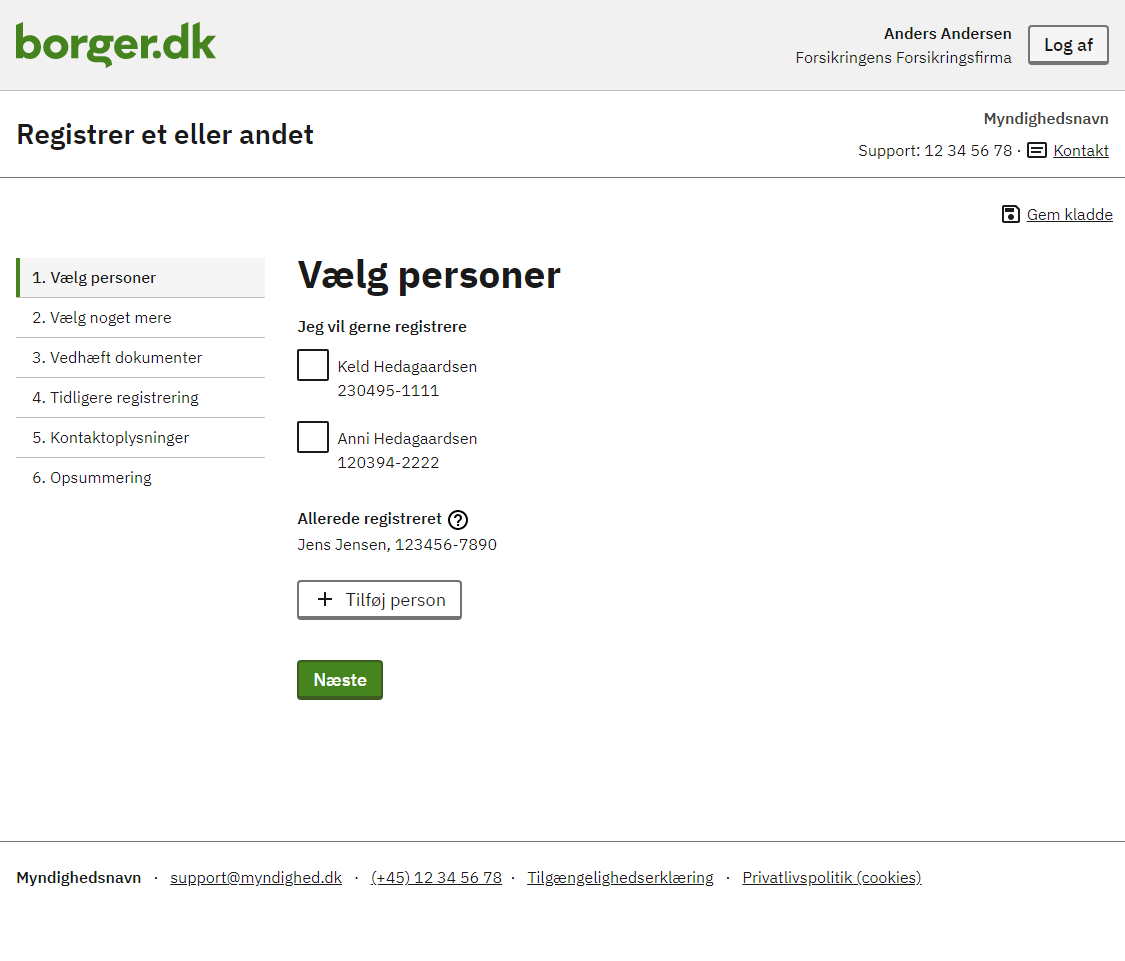 borger.dk
Anders Andersen
Forsikringens Forsikringsfirma
Log af
Registrer et eller andet
Myndighedsnavn
Support: 12 34 56 78 · Kontakt
Gem kladde
1. Vælg personer
2. Vælg noget mere
3. Vedhæft dokumenter
4. Tidligere registrering
5. Kontaktoplysninger
6. Opsummering
Vælg personer
Jeg vil gerne registrere
Keld Hedagaardsen
230495-1111
Anni Hedagaardsen
120394-2222
Allerede registreret ?
Jens Jensen, 123456-7890
+ Tilføj person
Næste
Myndighedsnavn · support@myndighed.dk · (+45) 12 34 56 78 · Tilgængelighedserklæring · Privatlivspolitik (cookies)